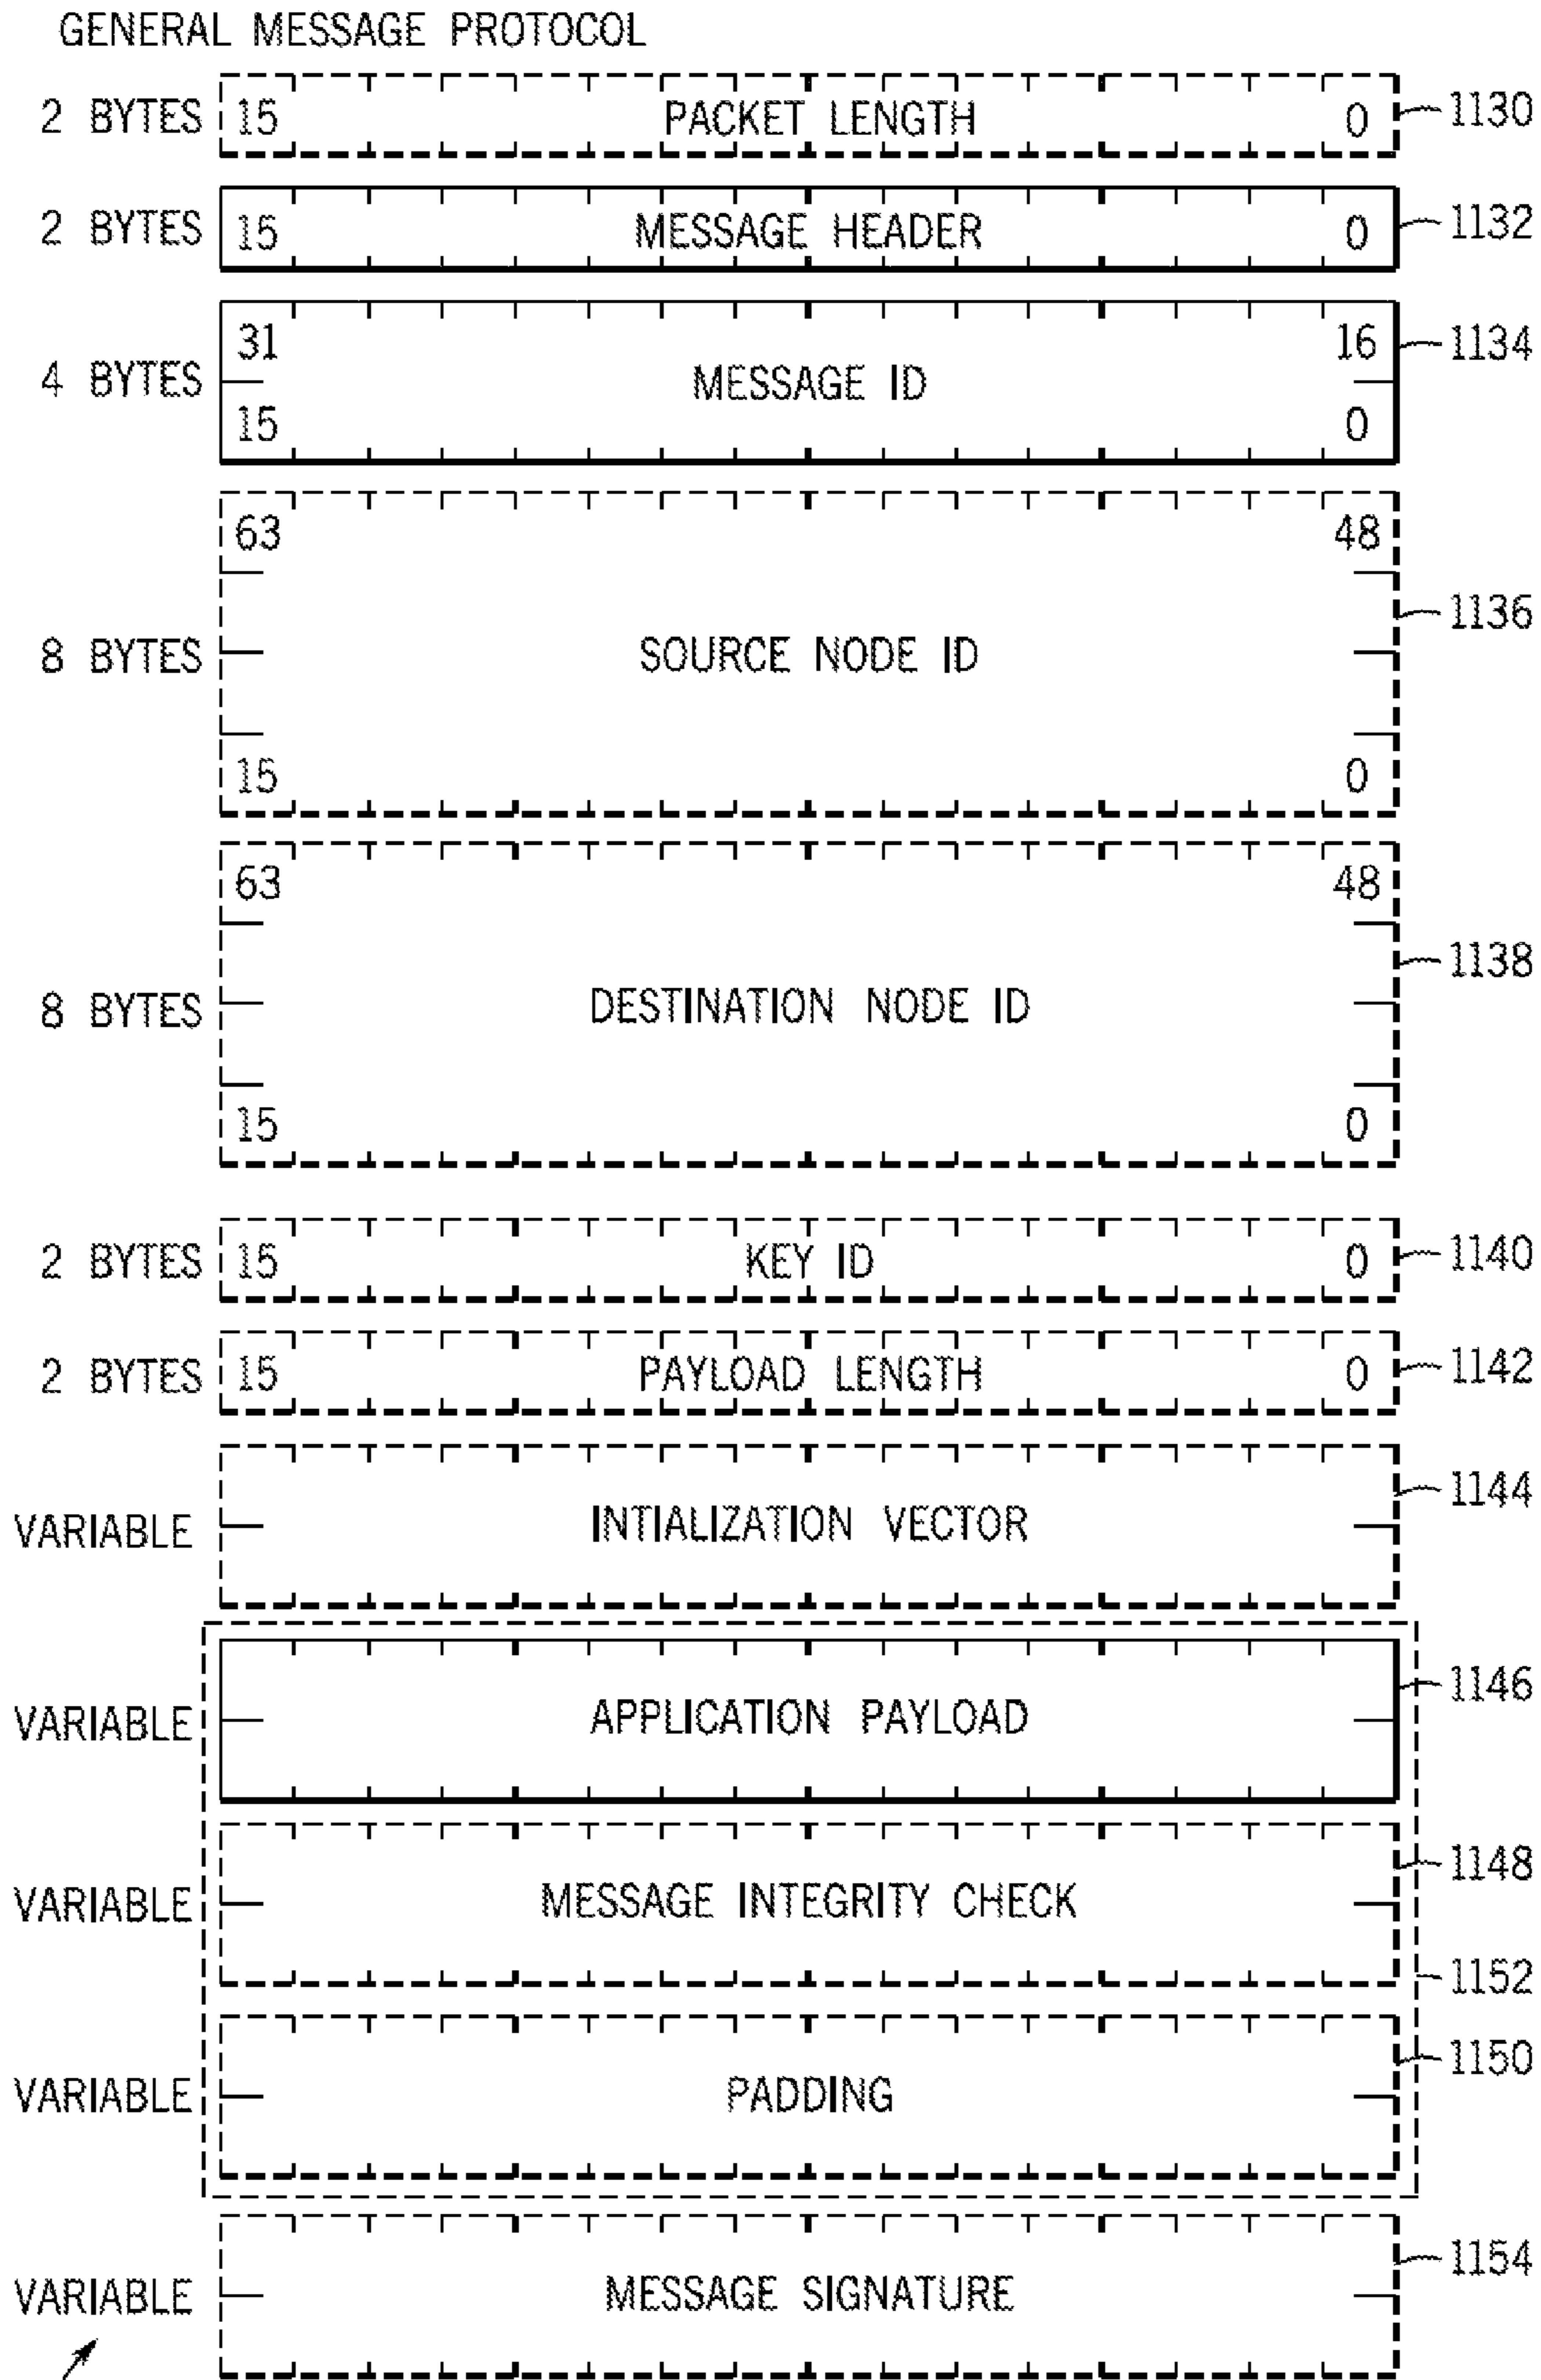 GENERAL MESSAGE PROTOCOL
2 BYTES 15 PACKET LENGTH 0 1130
2 BYTES 15 MESSAGE HEADER 0 1132
31 16 1134
4 BYTES MESSAGE ID
15 0
63 48
1136
8 BYTES SOURCE NODE ID
15 0
63 48
1138
8 BYTES DESTINATION NODE ID
15 0
2 BYTES 15 KEY ID 0 1140
2 BYTES 15 PAYLOAD LENGTH 0 1142
1144
VARIABLE INTIALIZATION VECTOR
1146
VARIABLE APPLICATION PAYLOAD
1148
VARIABLE MESSAGE INTEGRITY CHECK
1152
1150
VARIABLE PADDING
1154
VARIABLE MESSAGE SIGNATURE